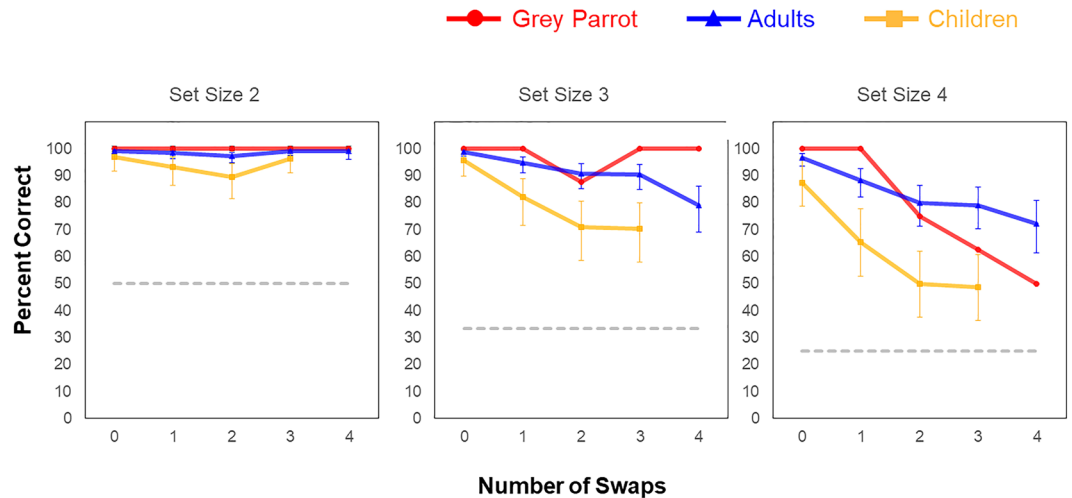 Grey Parrot Adults Children
Set Size 2 Set Size 3 Set Size 4
Percent Correct
100 100 100
90 90 90
80 80 80
70 70 70
60 60 60
50 50 50
40 40 40
30 30 30
20 20 20
10 10 10
0 0 0
0 1 2 3 4 0 1 2 3 4 0 1 2 3 4
Number of Swaps